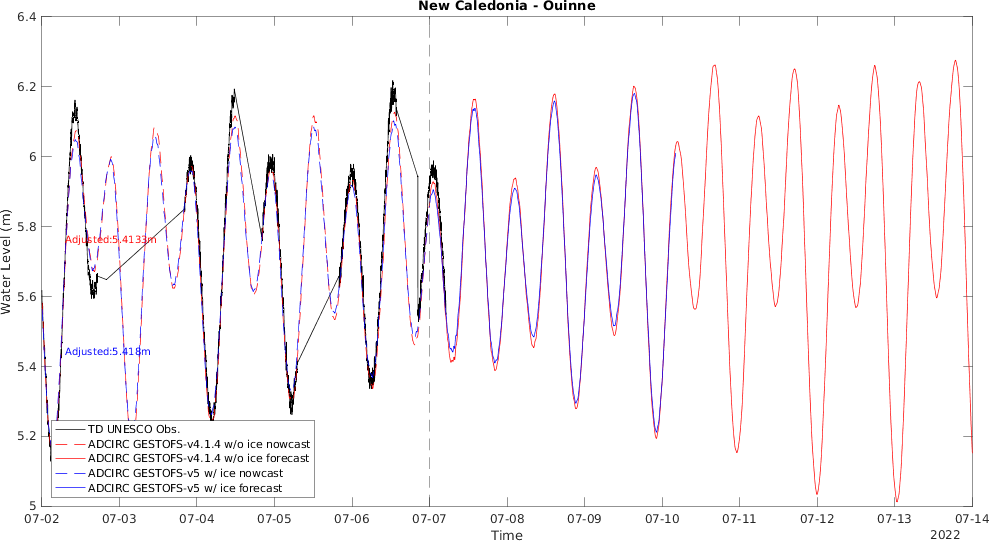 New Caledonia - Ouinne
6.4
6.2
6
5.8
5.6
5.4
5.2
5
Water Level (m)
Adjusted:5.4133m
Adjusted:5.418m
TD UNESCO Obs.
ADCIRC GESTOFS-v4.1.4 w/o ice nowcast
ADCIRC GESTOFS-v4.1.4 w/o ice forecast
ADCIRC GESTOFS-v5 w/ ice nowcast
ADCIRC GESTOFS-v5 w/ ice forecast
07-02 07-03 07-04 07-05 07-06 07-07 07-08 07-09 07-10 07-11 07-12 07-13 07-14
Time
2022